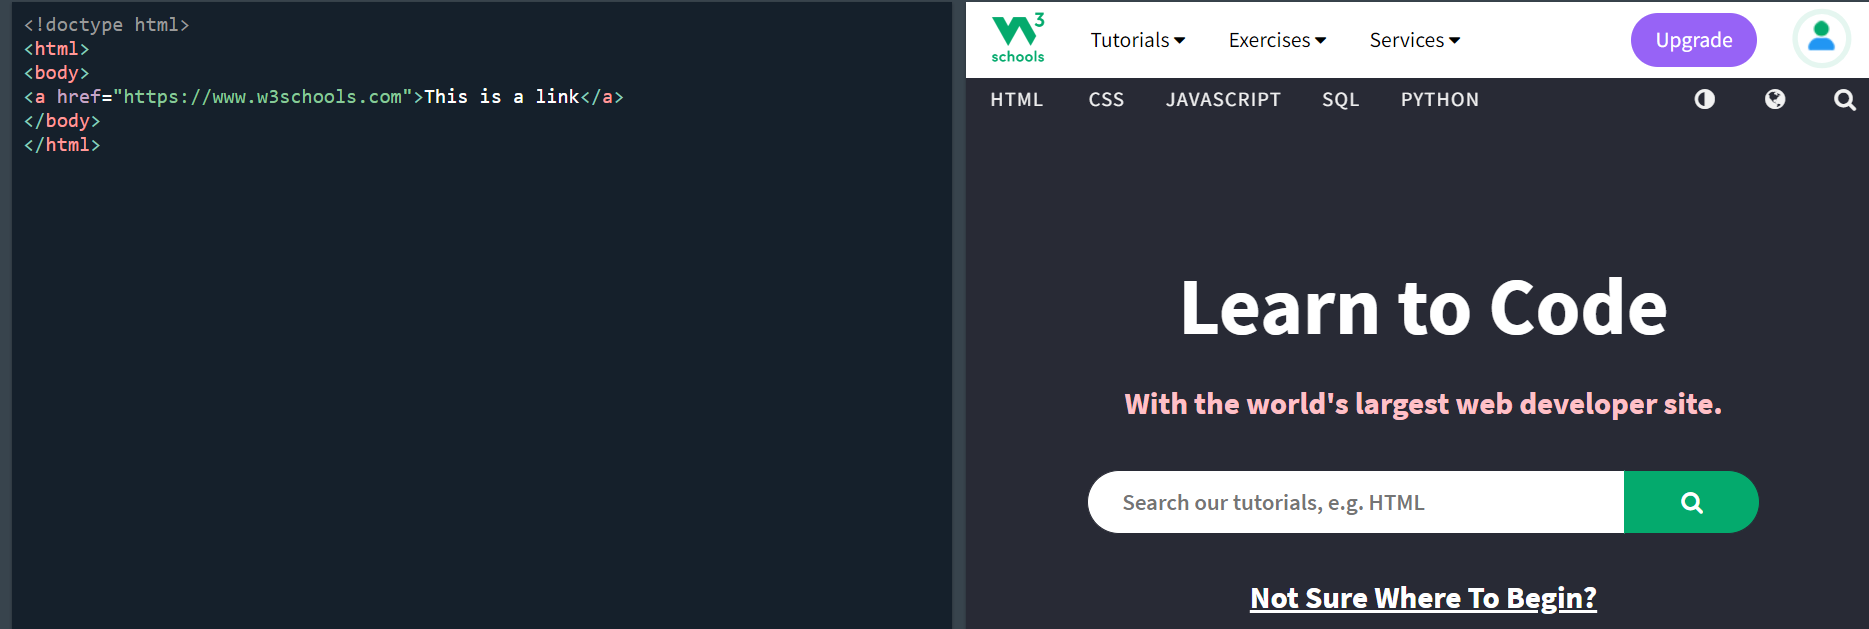 <!doctype html>
<html>
<body>
<a href="https://www.w3schools.com">This is a link</a>
</body>
</html>
W3
schools
Tutorials
Exercises
Services
Upgrade
HTML
CSS
JAVASCRIPT
SQL
PYTHON
Learn to Code
With the world's largest web developer site.
Search our tutorials, e.g. HTML
Not Sure Where To Begin?